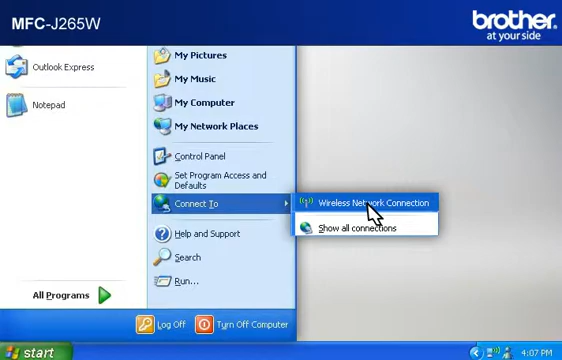 MFC-J265W
brother
at your side
Outlook Express
Notepad
My Pictures
My Music
My Computer
My Network Places
Control Panel
Set Program Access and
Defaults
Connect To
Wireless Network Connection
Show all connections
Help and Support
Search
Run...
All Programs
Log Off
Turn Off Computer
start
4:07 PM